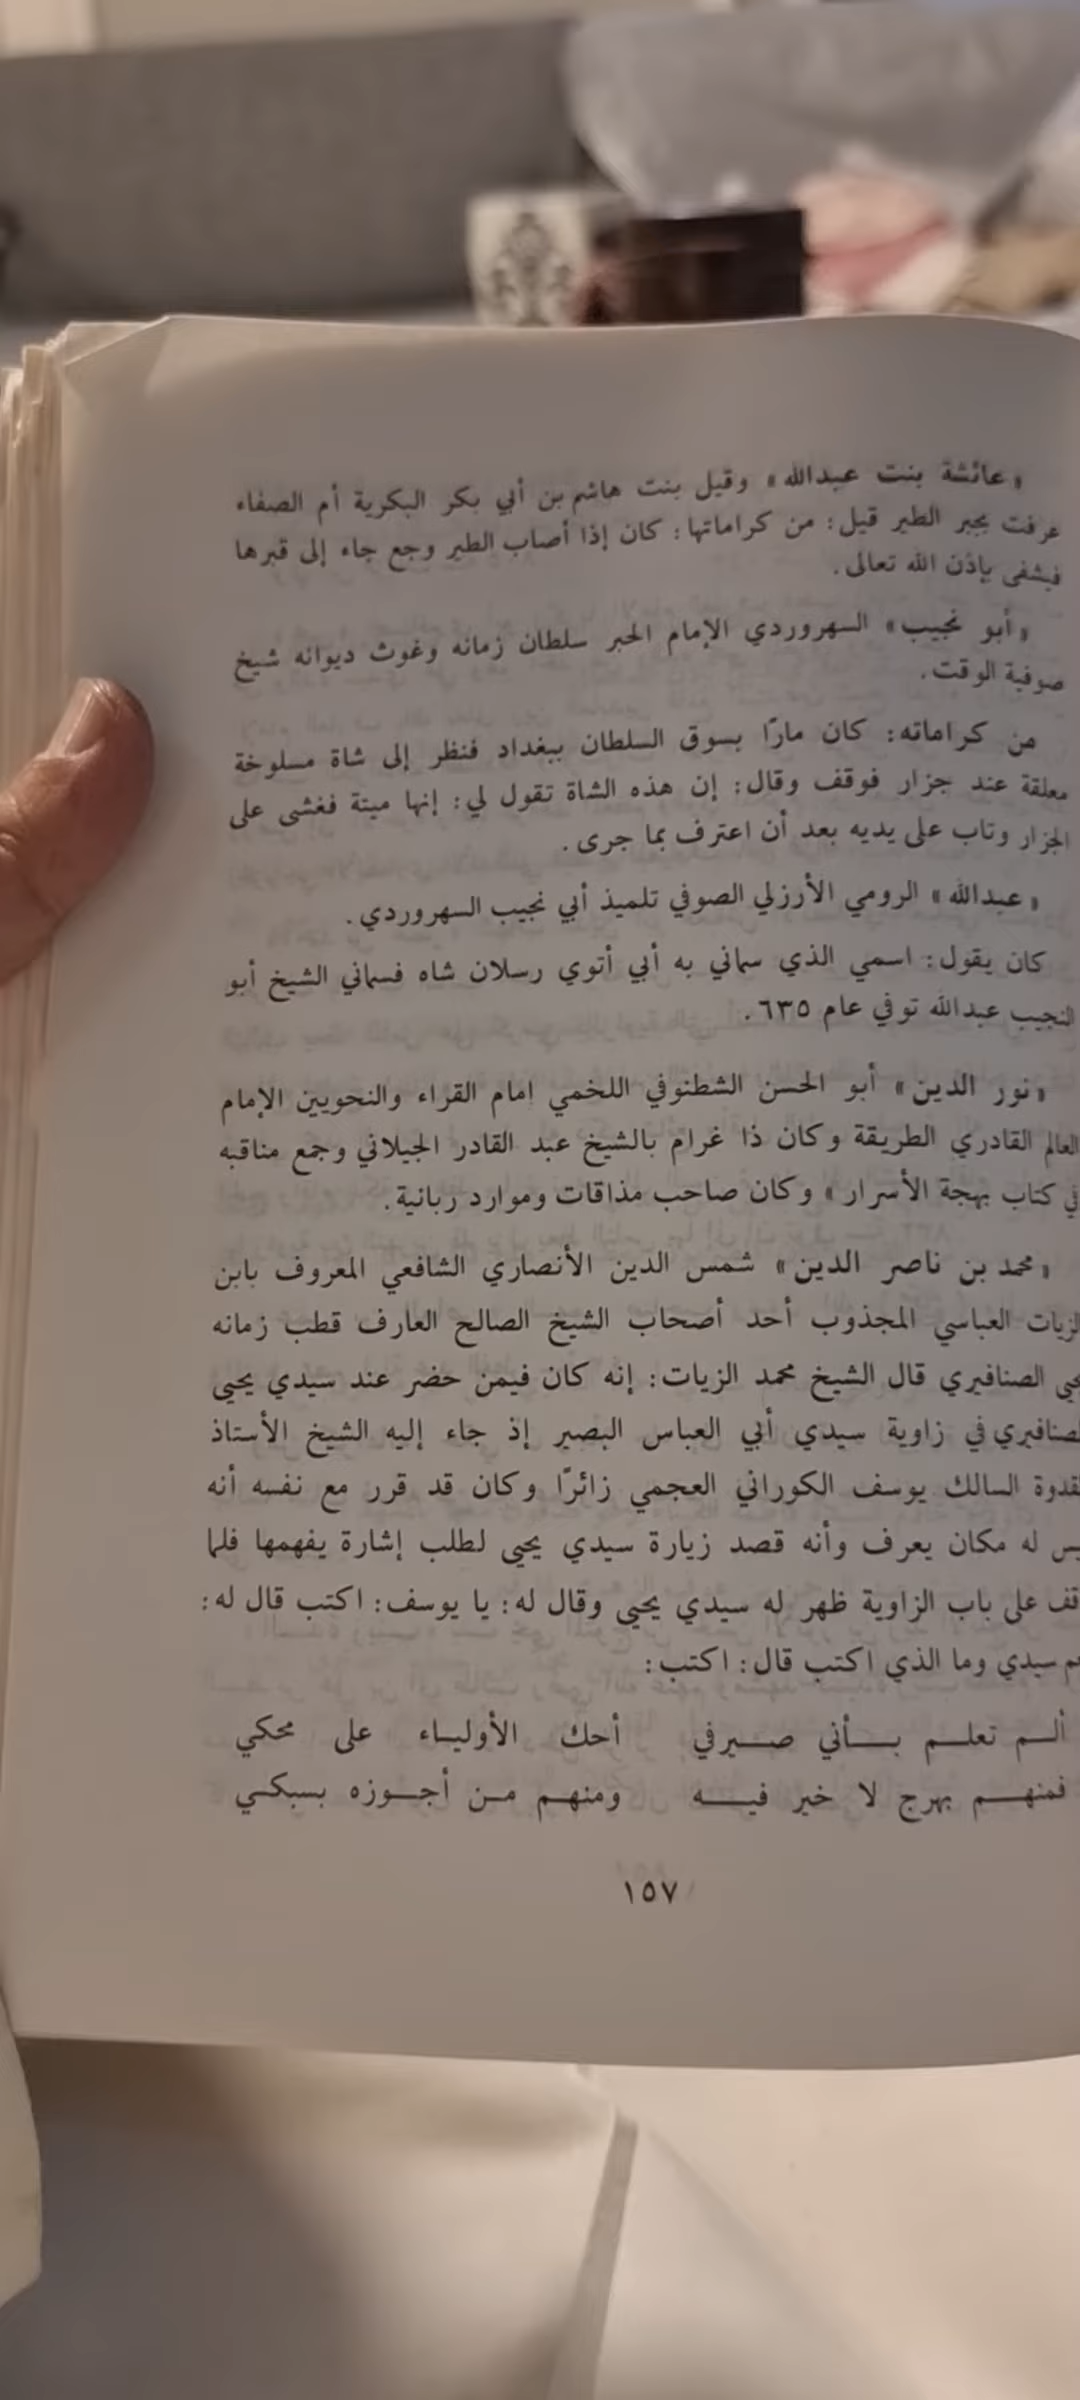 «عائشة بنت عبدالله» وقيل بنت هاشم بن أبي بكر البكرية أم الصفاء
عرفت بجبر الطير قيل: من كراماتها: كان إذا أصاب الطير وجع جاء إلى قبرها
فيشفى بإذن الله تعالى.
«أبو نجيب» السهروردي الإمام الحبر سلطان زمانه وغوث ديوانه شيخ
صوفية الوقت.
من كراماته: كان مارًا بسوق السلطان ببغداد فنظر إلى شاة مسلوخة
معلقة عند جزار فوقف وقال: إن هذه الشاة تقول لي: إنها ميتة فغشى على
الجزار وتاب على يديه بعد أن اعترف بما جرى.
«عبدالله» الرومي الأرزلي الصوفي تلميذ أبي نجيب السهروردي.
كان يقول: اسمي الذي سماني به أبي أتوي رسلان شاه فسماني الشيخ أبو
النجيب عبدالله توفي عام ٦٣٥.
«نور الدين» أبو الحسن الشطنوفي اللخمي امام القراء والنحويين الإمام
العالم القادري الطريقة وكان ذا غرام بالشيخ عبد القادر الجيلاني وجمع مناقبه
في كتاب بهجة الأسرار» وكان صاحب مذاقات وموارد ربانية.
«محمد بن ناصر الدين» شمس الدين الأنصاري الشافعي المعروف بابن
الزيات العباسي المجذوب أحد أصحاب الشيخ الصالح العارف قطب زمانه
الصنافيري قال الشيخ محمد الزيات: إنه كان فيمن حضر عند سيدي يحيى
الصنافيري في زاوية سيدي أبي العباس البصير إذ جاء إليه الشيخ الأستاذ
القدوة السالك يوسف الكوراني العجمي زائرًا وكان قد قرر مع نفسه أنه
له مكان يعرف وأنه قصد زيارة سيدي يحيى لطلب إشارة يفهمها فلما
على باب الزاوية ظهر له سيدي يحيى وقال له: يا يوسف: اكتب قال له:
سيدي وما الذي اكتب قال: اكتب:
ألم تعلم بأني صيرفي أحك الأولياء على محكي
فمنهم بهرج لا خير فيه ومنهم من أجوزه بسبكي
١٥٧